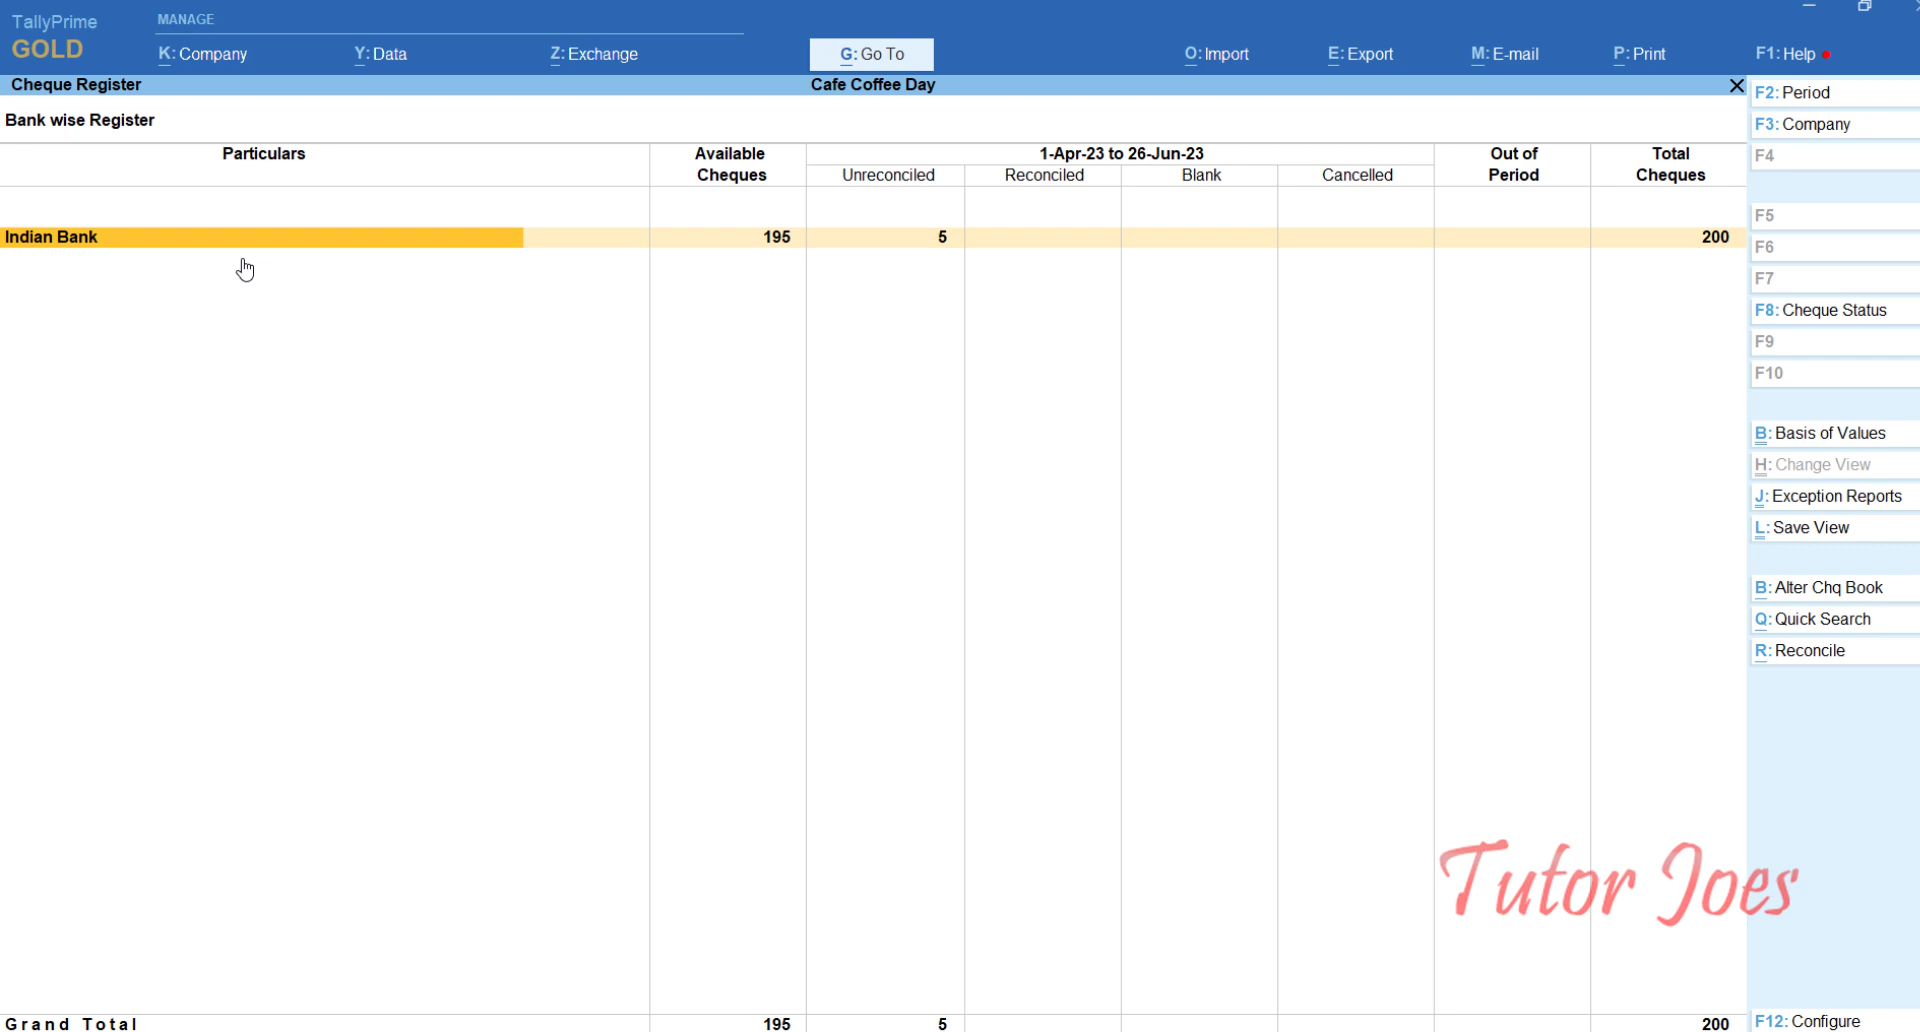 TallyPrime
GOLD
MANAGE
K: Company
Y: Data
Z: Exchange
G: Go To
O: Import
E: Export
M: E-mail
P: Print
F1: Help
Cheque Register
Cafe Coffee Day
Bank wise Register
Particulars
Available Cheques
1-Apr-23 to 26-Jun-23
Unreconciled
Reconciled
Blank
Cancelled
Out of Period
Total Cheques
Indian Bank 195 5 200
Grand Total 195 5 200
F2: Period
F3: Company
F4
F5
F6
F7
F8: Cheque Status
F9
F10
B: Basis of Values
H: Change View
J: Exception Reports
L: Save View
B: Alter Chq Book
Q: Quick Search
R: Reconcile
F12: Configure
Tutor Joes